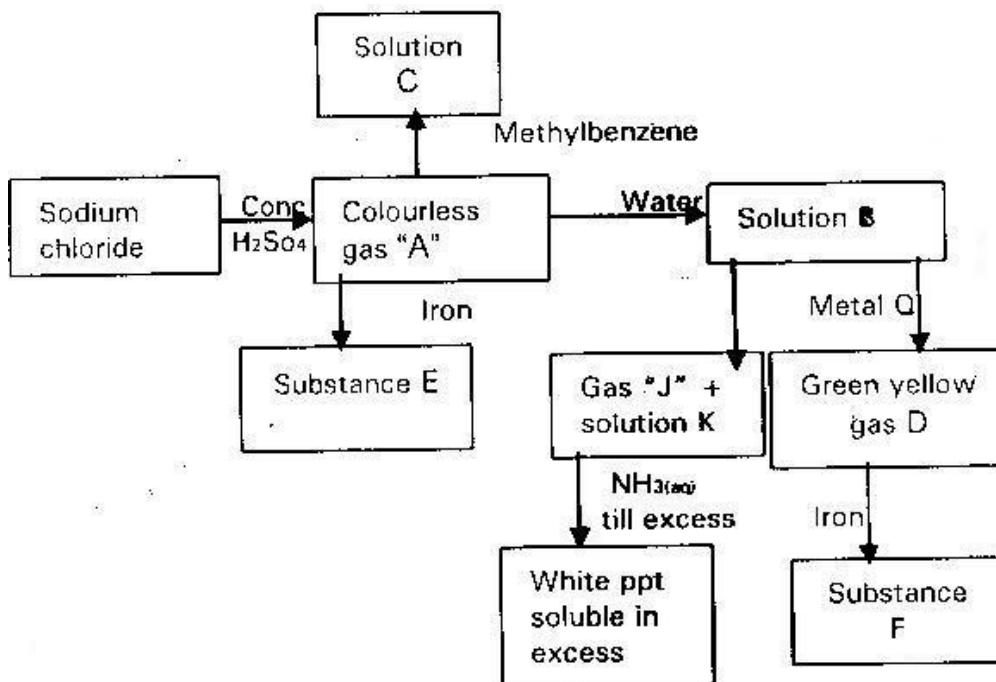 Solution
C
Methylbenzene
Sodium
chloride
Conc
H₂So₄
Colourless
gas "A"
Water
Solution B
Iron
Metal Q
Substance E
Gas "J" +
solution K
Green yellow
gas D
NH₃(aq)
till excess
Iron
White ppt
soluble in
excess
Substance
F